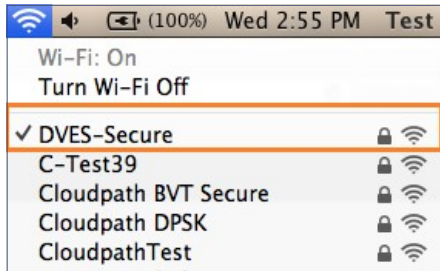 (100%) Wed 2:55 PM Test
Wi-Fi: On
Turn Wi-Fi Off
✓ DVES-Secure
C-Test39
Cloudpath BVT Secure
Cloudpath DPSK
CloudpathTest